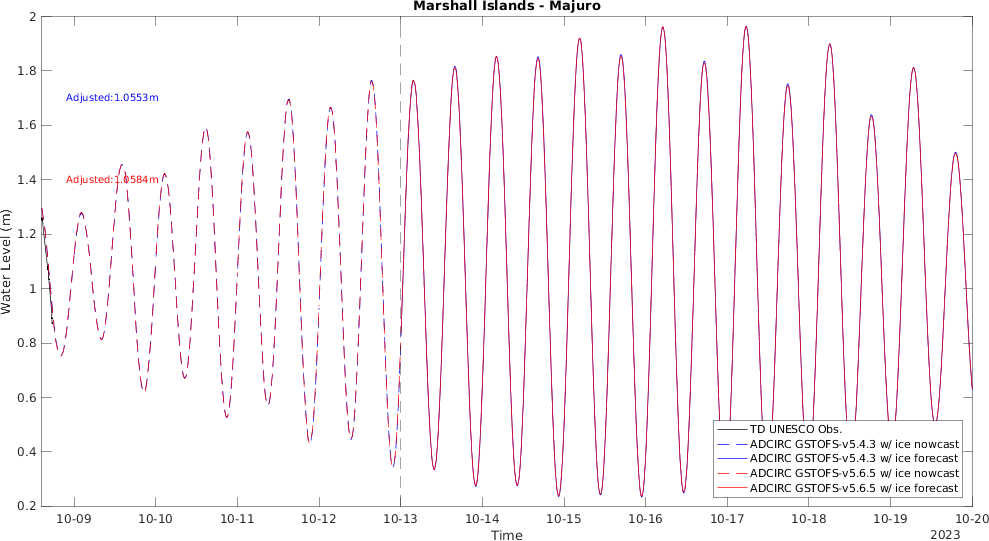 Marshall Islands - Majuro
2
1.8
1.6
1.4
1.2
1
0.8
0.6
0.4
0.2
Water Level (m)
Adjusted:1.0553m
Adjusted:1.0584m
TD UNESCO Obs.
ADCIRC GSTOFS-v5.4.3 w/ ice nowcast
ADCIRC GSTOFS-v5.4.3 w/ ice forecast
ADCIRC GSTOFS-v5.6.5 w/ ice nowcast
ADCIRC GSTOFS-v5.6.5 w/ ice forecast
10-09 10-10 10-11 10-12 10-13 10-14 10-15 10-16 10-17 10-18 10-19 10-20
Time
2023